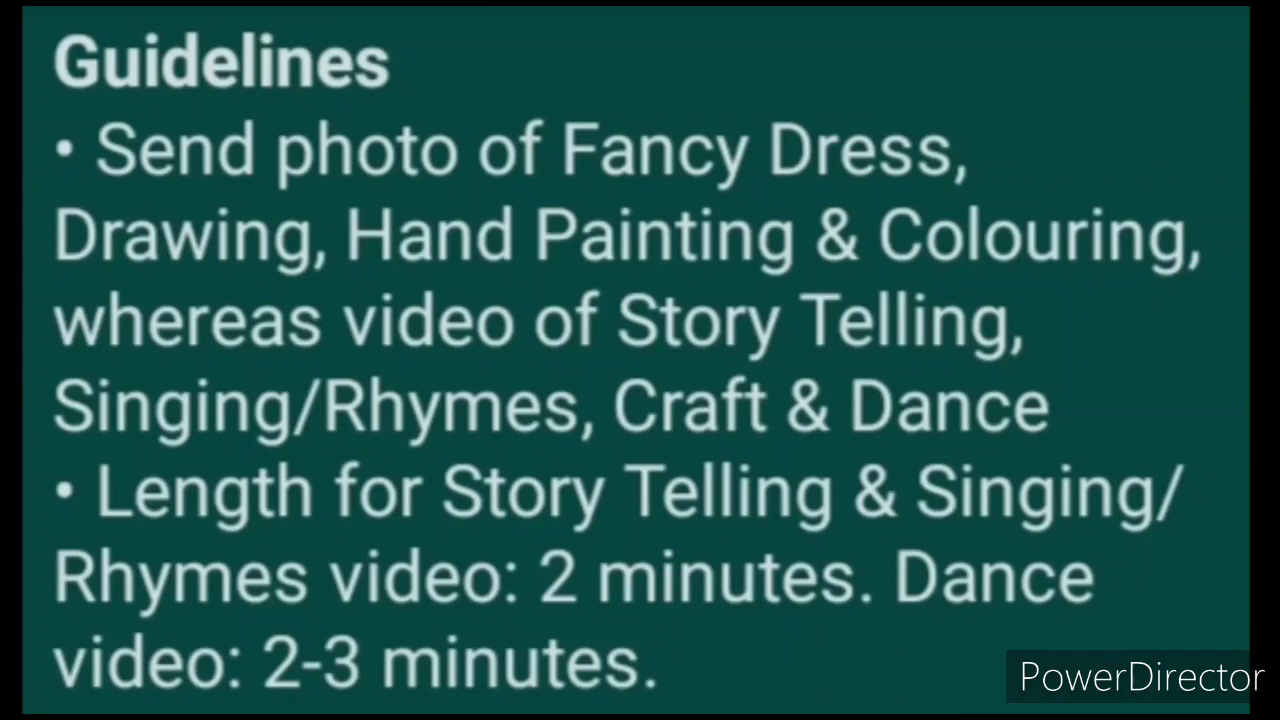 Guidelines
• Send photo of Fancy Dress,
Drawing, Hand Painting & Colouring,
whereas video of Story Telling,
Singing/Rhymes, Craft & Dance
• Length for Story Telling & Singing/
Rhymes video: 2 minutes. Dance
video: 2-3 minutes.
PowerDirector